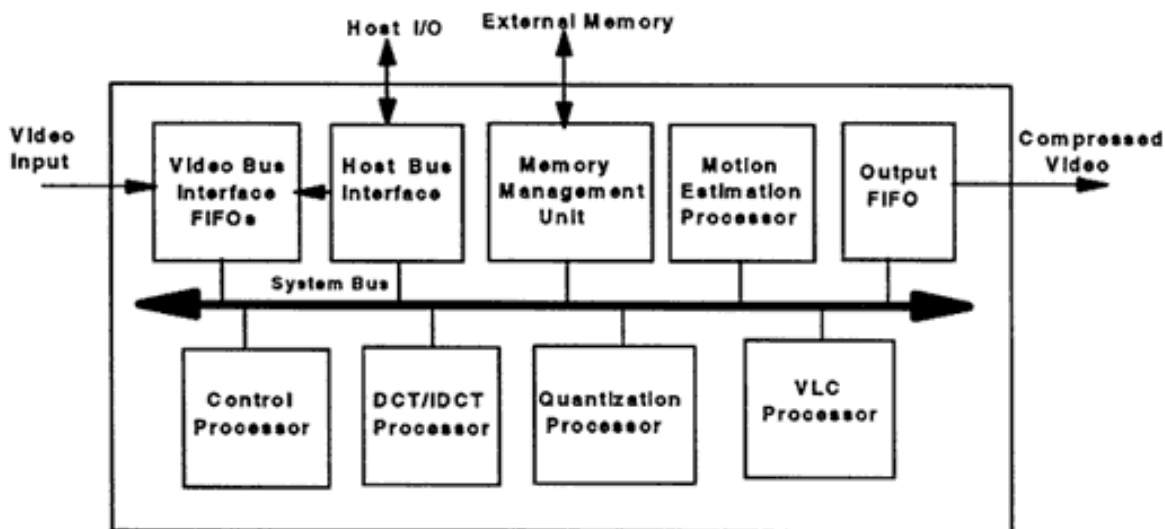 Host I/O
External Memory
Video
Input
Video Bus
Interface
FIFOs
Host Bus
Interface
Memory
Management
Unit
Motion
Estimation
Processor
Output
FIFO
Compressed
Video
System Bus
Control
Processor
DCT/IDCT
Processor
Quantization
Processor
VLC
Processor